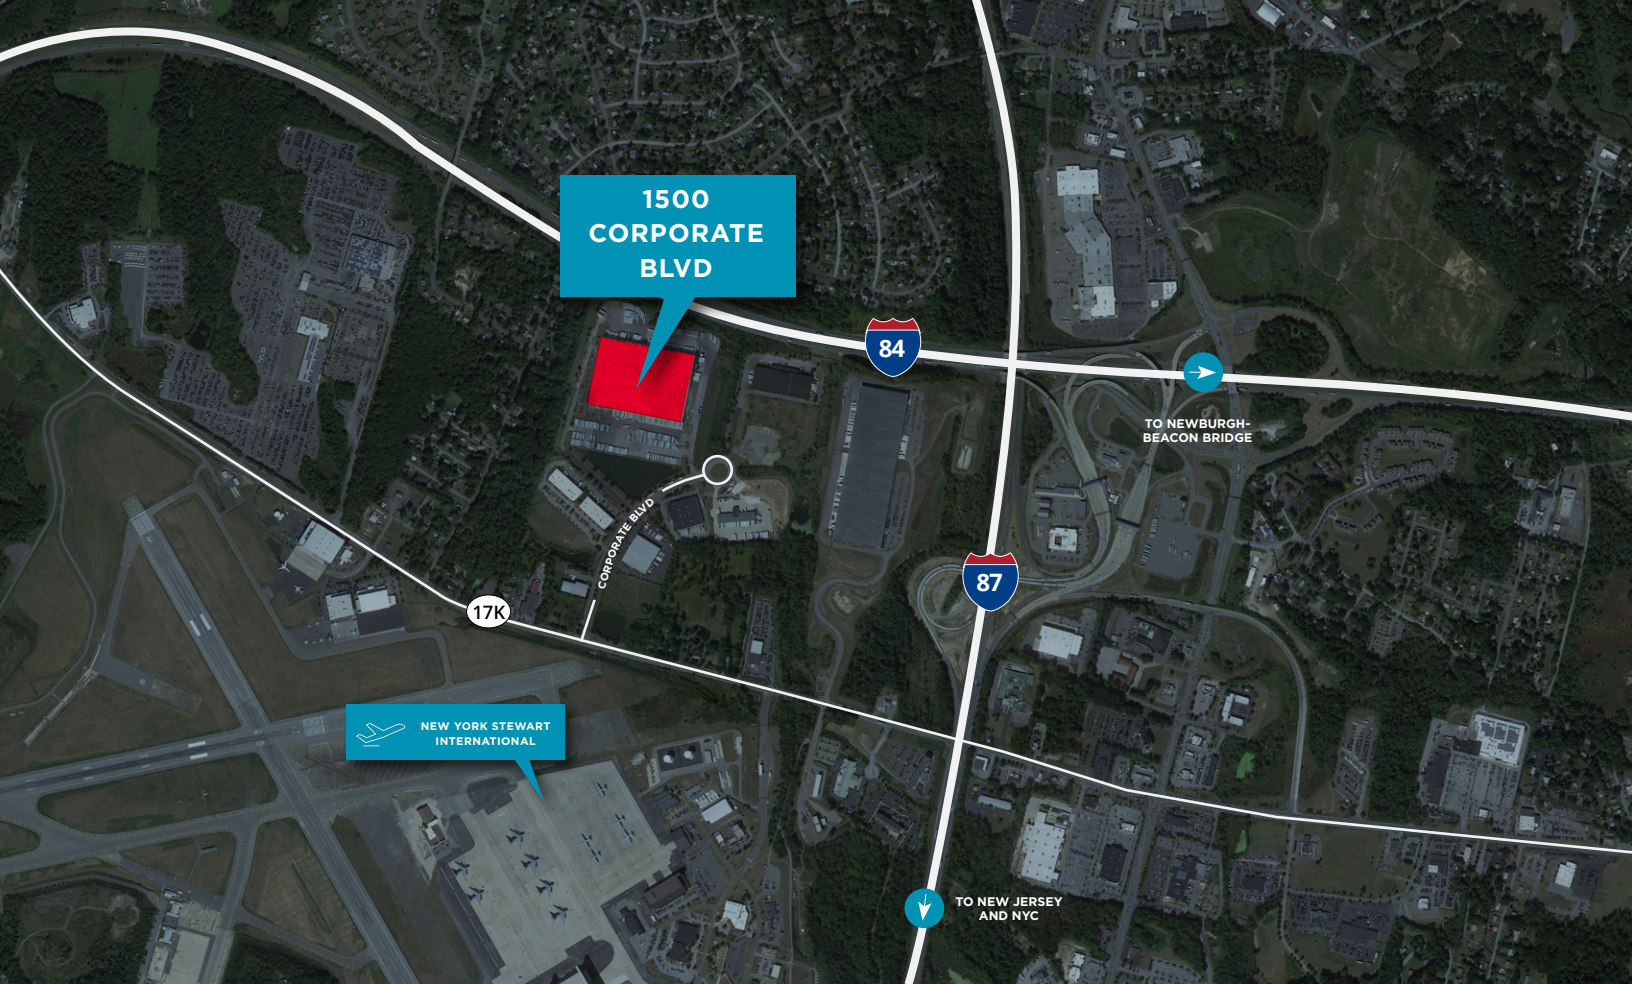 1500
CORPORATE
BLVD
84
TO NEWBURGH-
BEACON BRIDGE
CORPORATE BLVD
87
17K
NEW YORK STEWART
INTERNATIONAL
TO NEW JERSEY
AND NYC